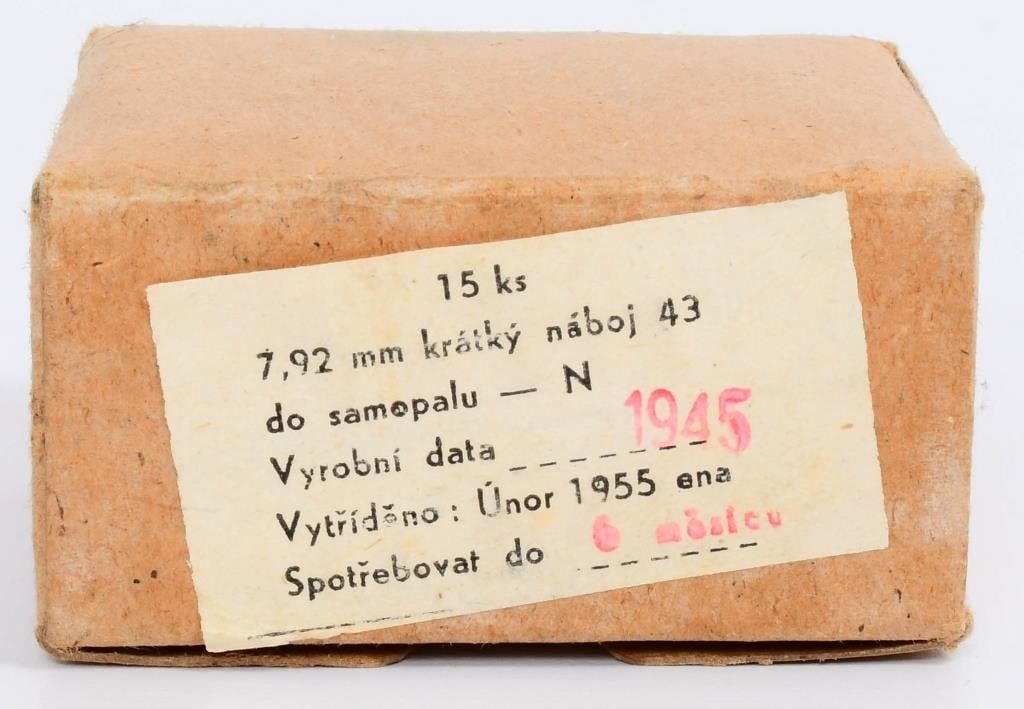 15 ks
7,92 mm krátký náboj 43
do samopalu — N
Vyrobní data 1945
Vytříděno: Únor 1955 ena
Spotřebovat do 6 měsícu